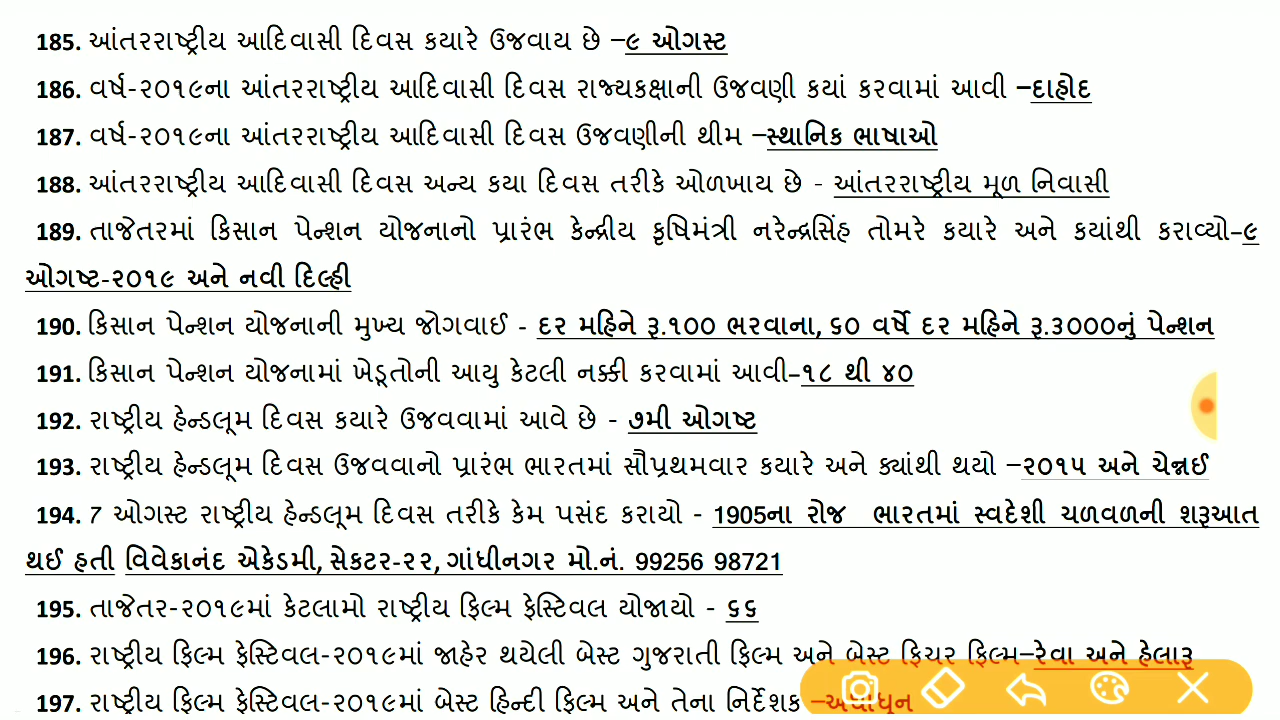 185. આંતરરાષ્ટ્રીય આદિવાસી દિવસ કયારે ઉજવાય છે –૯ ઓગસ્ટ
186. વર્ષ-૨૦૧૯ના આંતરરાષ્ટ્રીય આદિવાસી દિવસ રાજ્યકક્ષાની ઉજવણી કયાં કરવામાં આવી –દાહોદ
187. વર્ષ-૨૦૧૯ના આંતરરાષ્ટ્રીય આદિવાસી દિવસ ઉજવણીની થીમ –સ્થાનિક ભાષાઓ
188. આંતરરાષ્ટ્રીય આદિવાસી દિવસ અન્ય કયા દિવસ તરીકે ઓળખાય છે - આંતરરાષ્ટ્રીય મૂળ નિવાસી
189. તાજેતરમાં કિસાન પેન્શન યોજનાનો પ્રારંભ કેન્દ્રીય કૃષિમંત્રી નરેન્દ્રસિંહ તોમરે કયારે અને કયાંથી કરાવ્યો–૯
ઓગષ્ટ-૨૦૧૯ અને નવી દિલ્હી
190. કિસાન પેન્શન યોજનાની મુખ્ય જોગવાઈ - દર મહિને રૂ.૧૦૦ ભરવાના, ૬૦ વર્ષે દર મહિને રૂ.૩૦૦૦નું પેન્શન
191. કિસાન પેન્શન યોજનામાં ખેડૂતોની આયુ કેટલી નક્કી કરવામાં આવી–૧૮ થી ૪૦
192. રાષ્ટ્રીય હેન્ડલૂમ દિવસ કયારે ઉજવવામાં આવે છે - ૭મી ઓગષ્ટ
193. રાષ્ટ્રીય હેન્ડલૂમ દિવસ ઉજવવાનો પ્રારંભ ભારતમાં સૌપ્રથમવાર કયારે અને ક્યાંથી થયો –૨૦૧૫ અને ચેન્નઈ
194. 7 ઓગસ્ટ રાષ્ટ્રીય હેન્ડલૂમ દિવસ તરીકે કેમ પસંદ કરાયો - 1905ના રોજ ભારતમાં સ્વદેશી ચળવળની શરૂઆત
થઈ હતી વિવેકાનંદ એકેડમી, સેકટર-૨૨, ગાંધીનગર મો.નં. 99256 98721
195. તાજેતર-૨૦૧૯માં કેટલામો રાષ્ટ્રીય ફિલ્મ ફેસ્ટિવલ યોજાયો - ૬૬
196. રાષ્ટ્રીય ફિલ્મ ફેસ્ટિવલ-૨૦૧૯માં જાહેર થયેલી બેસ્ટ ગુજરાતી ફિલ્મ અને બેસ્ટ ફિચર ફિલ્મ–રેવા અને હેલારૂ
197. રાષ્ટ્રીય ફિલ્મ ફેસ્ટિવલ-૨૦૧૯માં બેસ્ટ હિન્દી ફિલ્મ અને તેના નિર્દેશક –